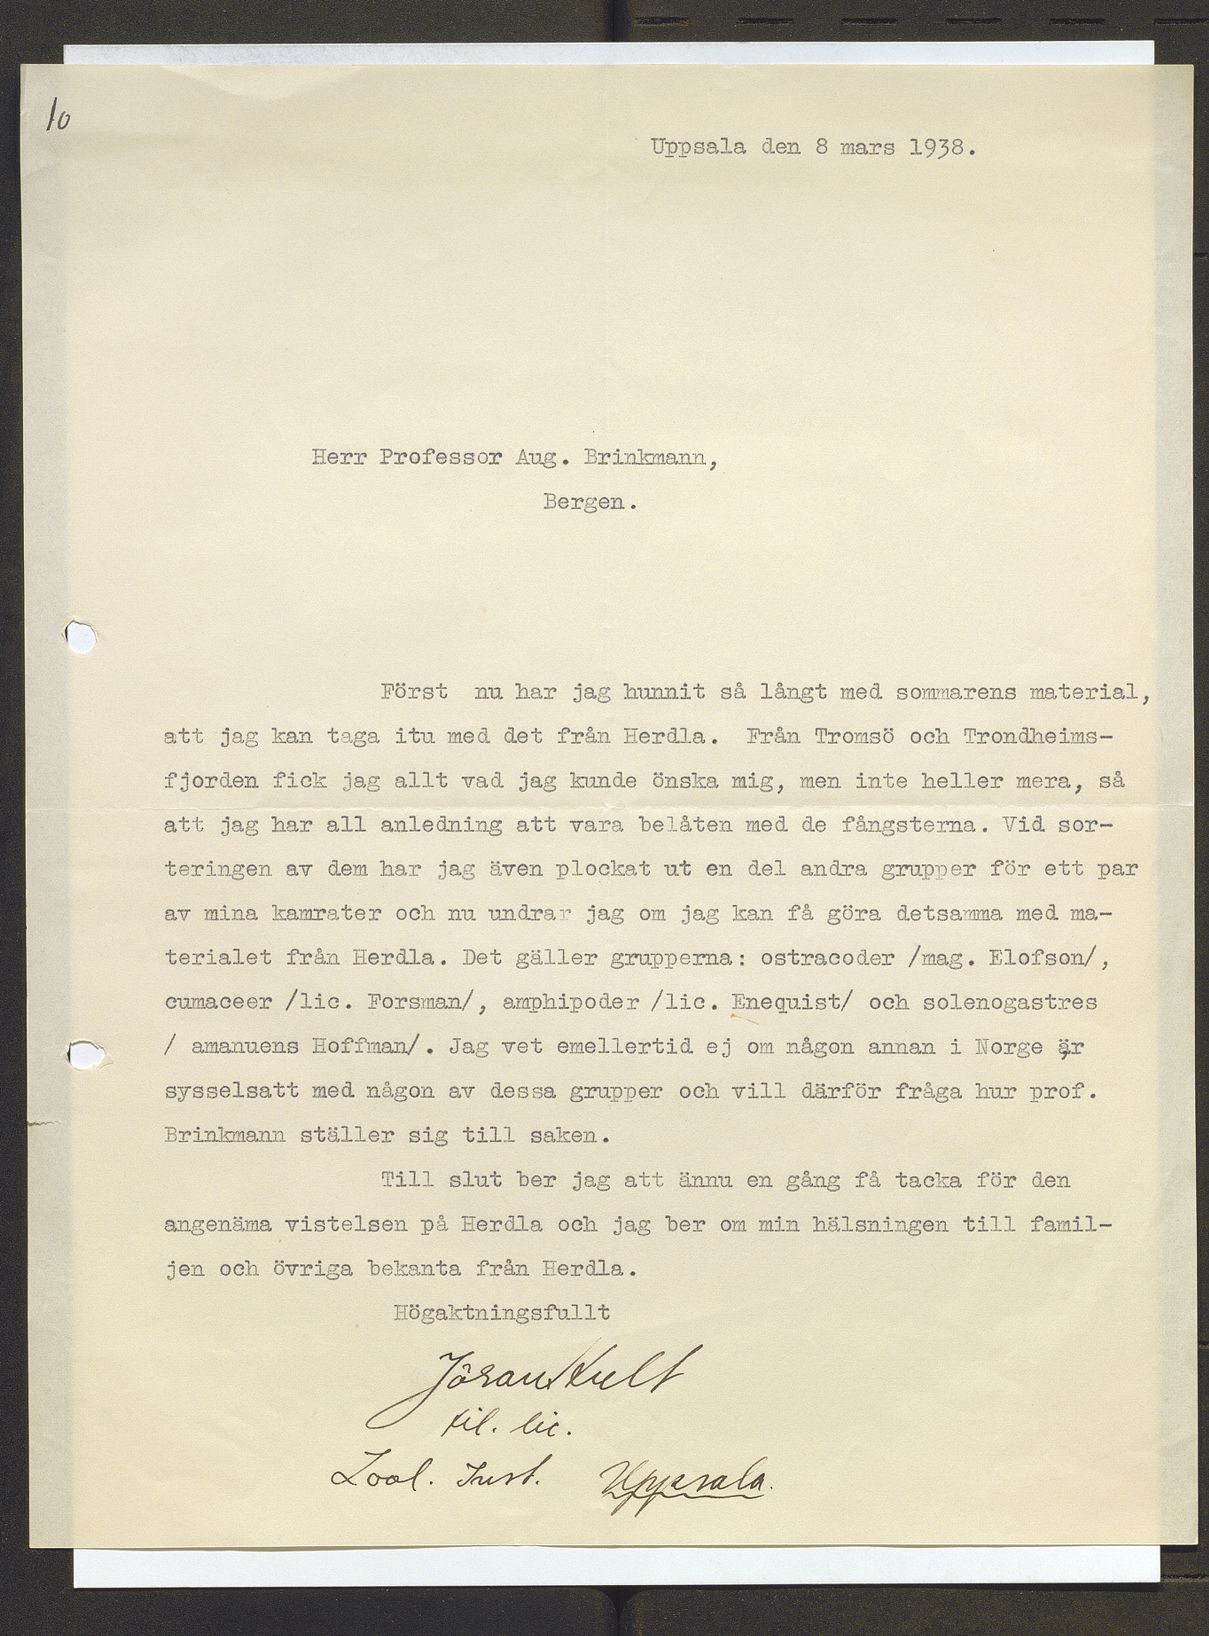 10
Uppsala den 8 mars 1938.
Herr Professor Aug. Brinkmann,
Bergen.
Först nu har jag hunnit så långt med sommarens material,
att jag kan taga itu med det från Herdla. Från Tromsö och Trondheims-
fjorden fick jag allt vad jag kunde önska mig, men inte heller mera, så
att jag har all anledning att vara belåten med de fångsterna. Vid sor-
teringen av dem har jag även plockat ut en del andra grupper för ett par
av mina kamrater och nu undrar jag om jag kan få göra detsamma med ma-
terialet från Herdla. Det gäller grupperna: ostracoder /mag. Elofson/,
cumaceer /lic. Forsman/, amphipoder /lic. Enequist/ och solenogastres
/ amanuens Hoffman/. Jag vet emellertid ej om någon annan i Norge är
sysselsatt med någon av dessa grupper och vill därför fråga hur prof.
Brinkmann ställer sig till saken.
Till slut ber jag att ännu en gång få tacka för den
angenäma vistelsen på Herdla och jag ber om min hälsningen till famil-
jen och övriga bekanta från Herdla.
Högaktningsfullt
Jöran Hult
fil. lic.
Zool. Inst. Uppsala.